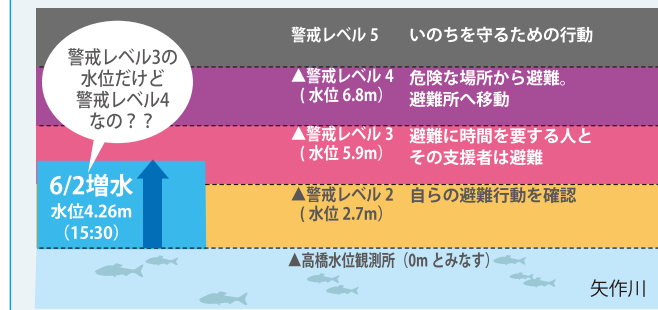 警戒レベル 5　いのちを守るための行動
警戒レベル3の
水位だけど
警戒レベル4
なの？？
▲警戒レベル 4　危険な場所から避難。
( 水位 6.8m）　避難所へ移動
▲警戒レベル 3　避難に時間を要する人と
( 水位 5.9m）　その支援者は避難
6/2増水
水位4.26m
（15:30）
▲警戒レベル 2　自らの避難行動を確認
( 水位 2.7m）
▲高橋水位観測所（0m とみなす）
矢作川